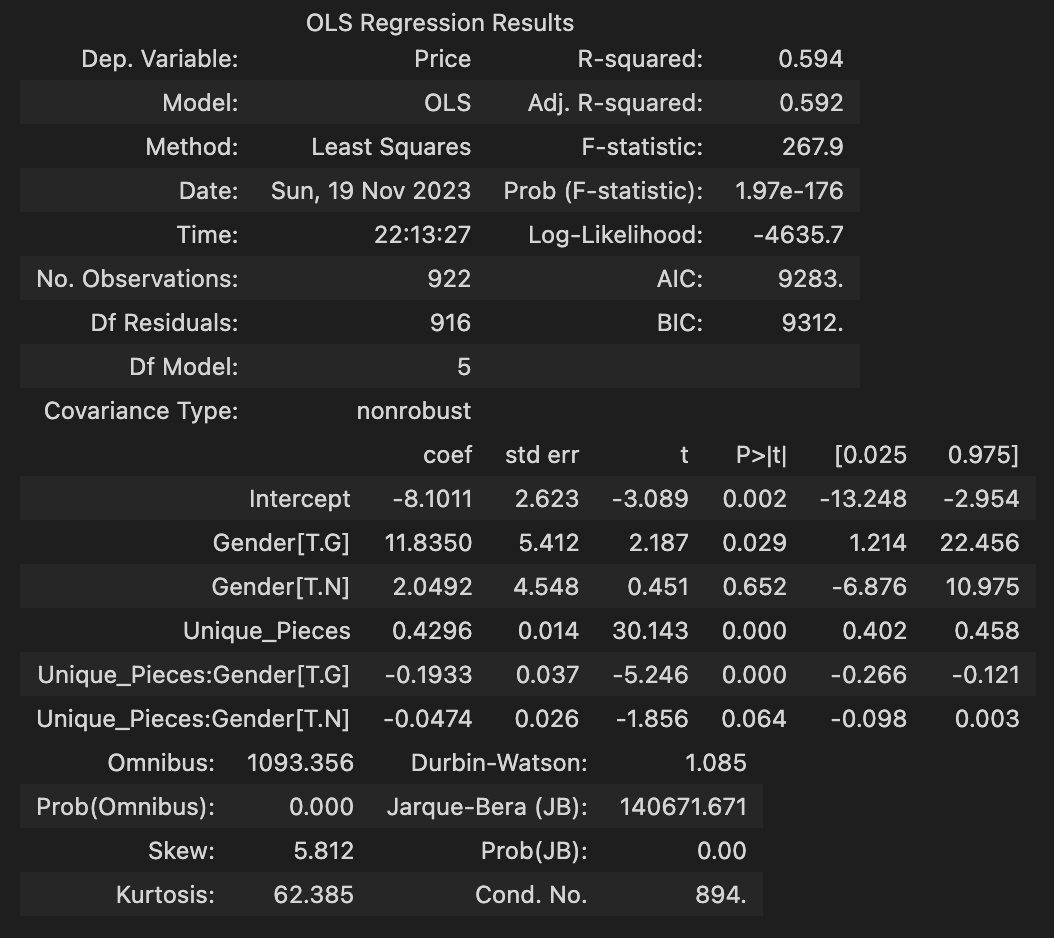 OLS Regression Results
Dep. Variable: Price R-squared: 0.594
Model: OLS Adj. R-squared: 0.592
Method: Least Squares F-statistic: 267.9
Date: Sun, 19 Nov 2023 Prob (F-statistic): 1.97e-176
Time: 22:13:27 Log-Likelihood: -4635.7
No. Observations: 922 AIC: 9283.
Df Residuals: 916 BIC: 9312.
Df Model: 5
Covariance Type: nonrobust
coef std err t P>|t| [0.025 0.975]
Intercept -8.1011 2.623 -3.089 0.002 -13.248 -2.954
Gender[T.G] 11.8350 5.412 2.187 0.029 1.214 22.456
Gender[T.N] 2.0492 4.548 0.451 0.652 -6.876 10.975
Unique_Pieces 0.4296 0.014 30.143 0.000 0.402 0.458
Unique_Pieces:Gender[T.G] -0.1933 0.037 -5.246 0.000 -0.266 -0.121
Unique_Pieces:Gender[T.N] -0.0474 0.026 -1.856 0.064 -0.098 0.003
Omnibus: 1093.356 Durbin-Watson: 1.085
Prob(Omnibus): 0.000 Jarque-Bera (JB): 140671.671
Skew: 5.812 Prob(JB): 0.00
Kurtosis: 62.385 Cond. No. 894.